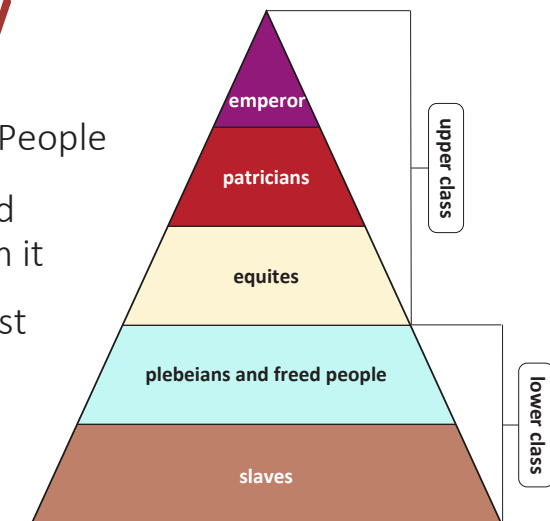 People
d
n it
st
emperor
patricians
equites
plebeians and freed people
slaves
upper class
lower class